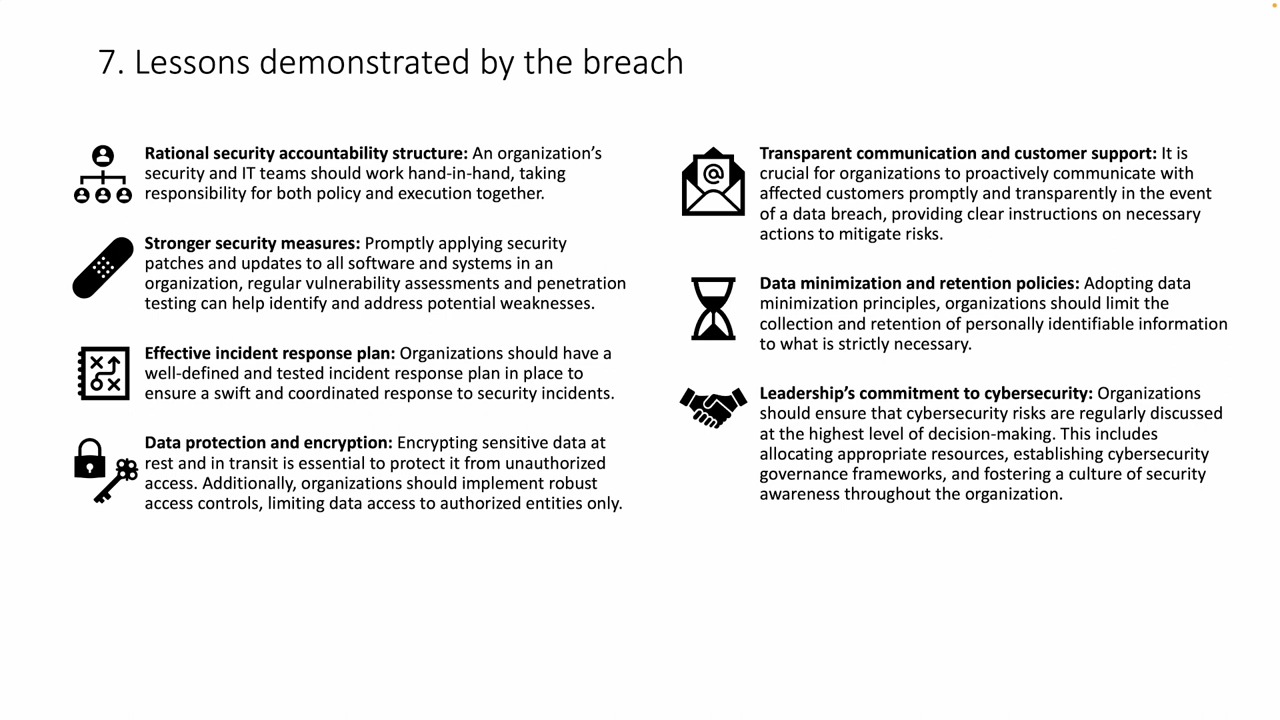 7. Lessons demonstrated by the breach
Rational security accountability structure: An organization’s
security and IT teams should work hand-in-hand, taking
responsibility for both policy and execution together.
Stronger security measures: Promptly applying security
patches and updates to all software and systems in an
organization, regular vulnerability assessments and penetration
testing can help identify and address potential weaknesses.
Effective incident response plan: Organizations should have a
well-defined and tested incident response plan in place to
ensure a swift and coordinated response to security incidents.
Data protection and encryption: Encrypting sensitive data at
rest and in transit is essential to protect it from unauthorized
access. Additionally, organizations should implement robust
access controls, limiting data access to authorized entities only.
Transparent communication and customer support: It is
crucial for organizations to proactively communicate with
affected customers promptly and transparently in the event
of a data breach, providing clear instructions on necessary
actions to mitigate risks.
Data minimization and retention policies: Adopting data
minimization principles, organizations should limit the
collection and retention of personally identifiable information
to what is strictly necessary.
Leadership’s commitment to cybersecurity: Organizations
should ensure that cybersecurity risks are regularly discussed
at the highest level of decision-making. This includes
allocating appropriate resources, establishing cybersecurity
governance frameworks, and fostering a culture of security
awareness throughout the organization.